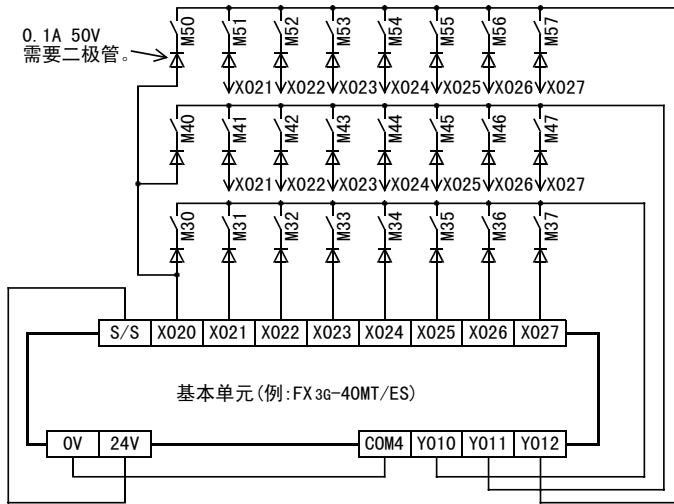 0.1A 50V
需要二极管。
M50 M51 M52 M53 M54 M55 M56 M57
X021 X022 X023 X024 X025 X026 X027
M40 M41 M42 M43 M44 M45 M46 M47
X021 X022 X023 X024 X025 X026 X027
M30 M31 M32 M33 M34 M35 M36 M37
S/S X020 X021 X022 X023 X024 X025 X026 X027
基本单元(例:FX3G-40MT/ES)
0V 24V COM4 Y010 Y011 Y012